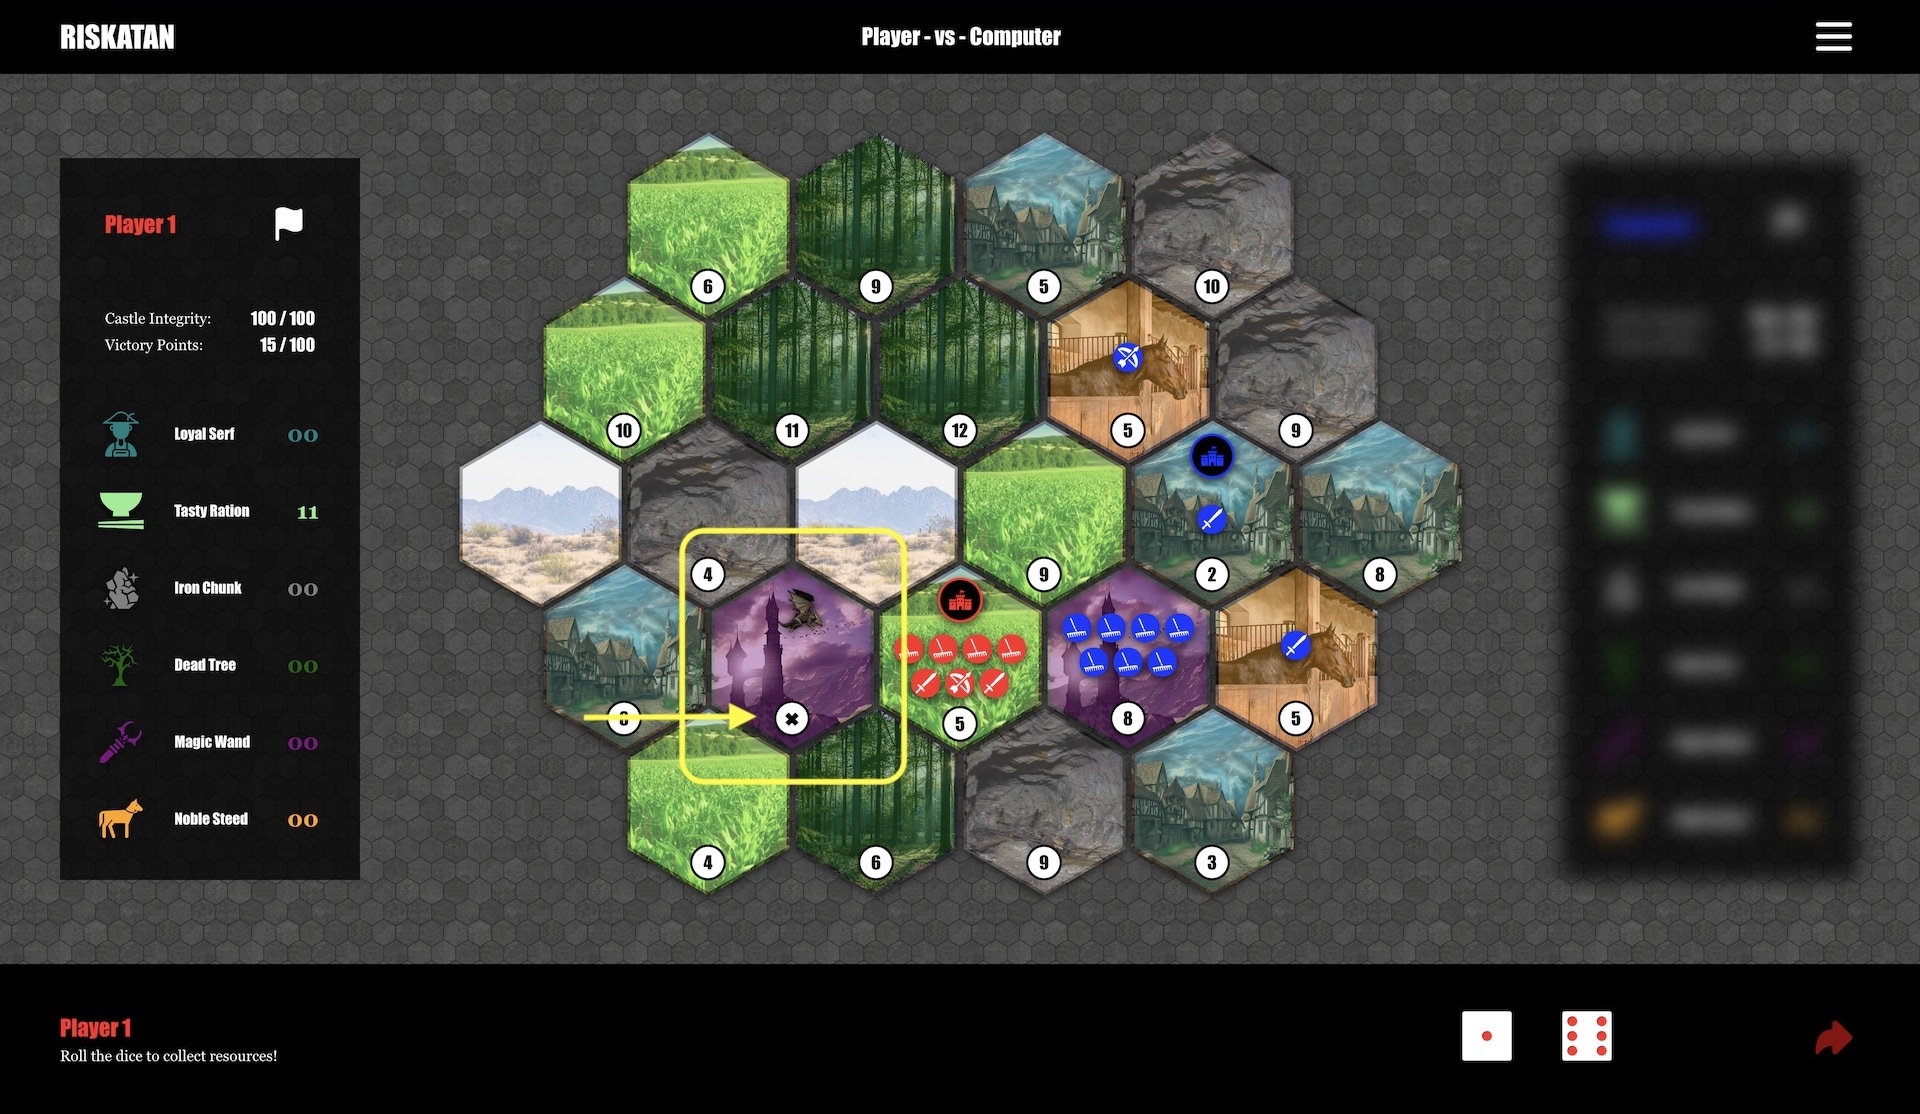 RISKATAN
Player - vs - Computer
Player 1
Castle Integrity: 100 / 100
Victory Points: 15 / 100
Loyal Serf 00
Tasty Ration 11
Iron Chunk 00
Dead Tree 00
Magic Wand 00
Noble Steed 00
6 9 5 10
10 11 12 5 9
4 9 2 8
5 8 5
4 6 9 3
Player 1
Roll the dice to collect resources!